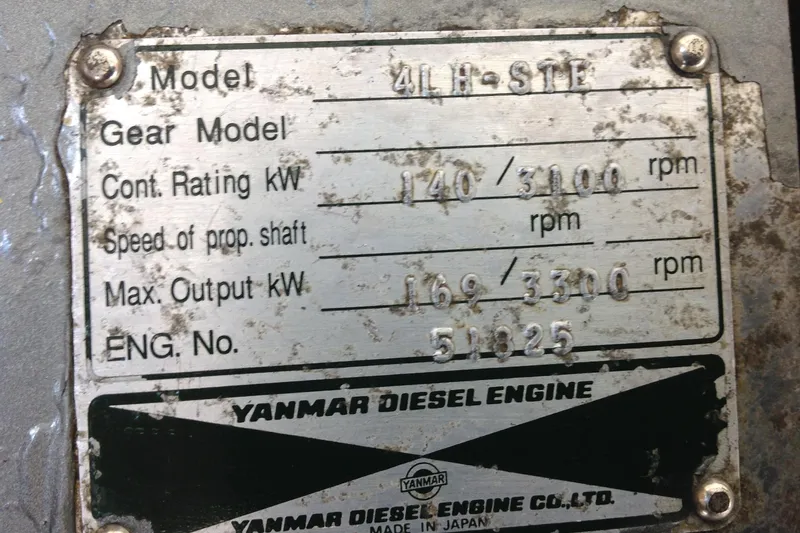 Model 4LH-STE
Gear Model
Cont. Rating kW 140 / 3100 rpm
Speed of prop. shaft rpm
Max. Output kW 169 / 3300 rpm
ENG. No. 51825
YANMAR DIESEL ENGINE
YANMAR
YANMAR DIESEL ENGINE CO.,LTD.
MADE IN JAPAN